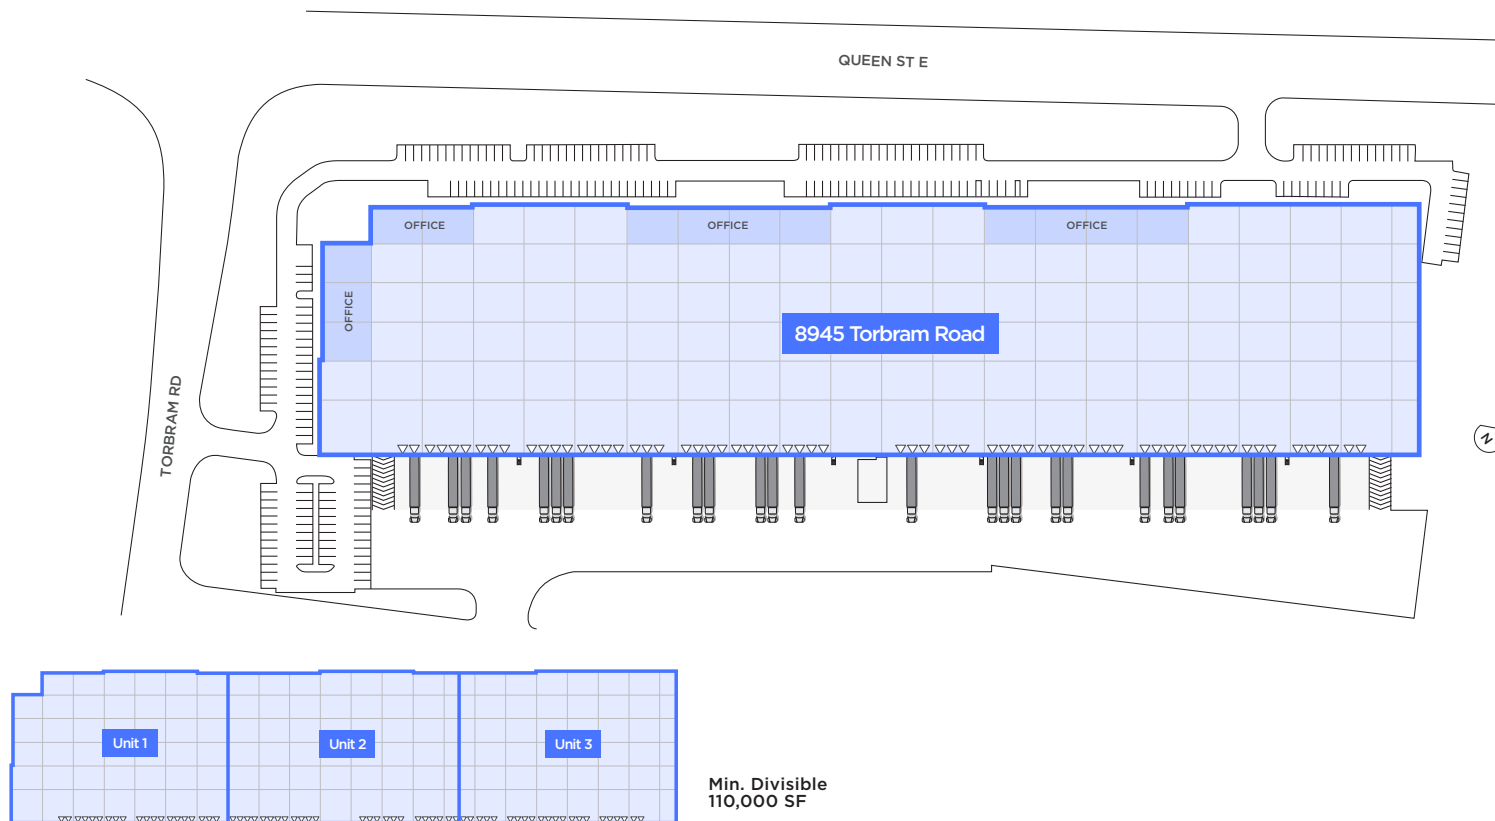 QUEEN ST E
OFFICE
OFFICE
OFFICE
OFFICE
8945 Torbram Road
TORBRAM RD
N
Unit 1
Unit 2
Unit 3
Min. Divisible
110,000 SF